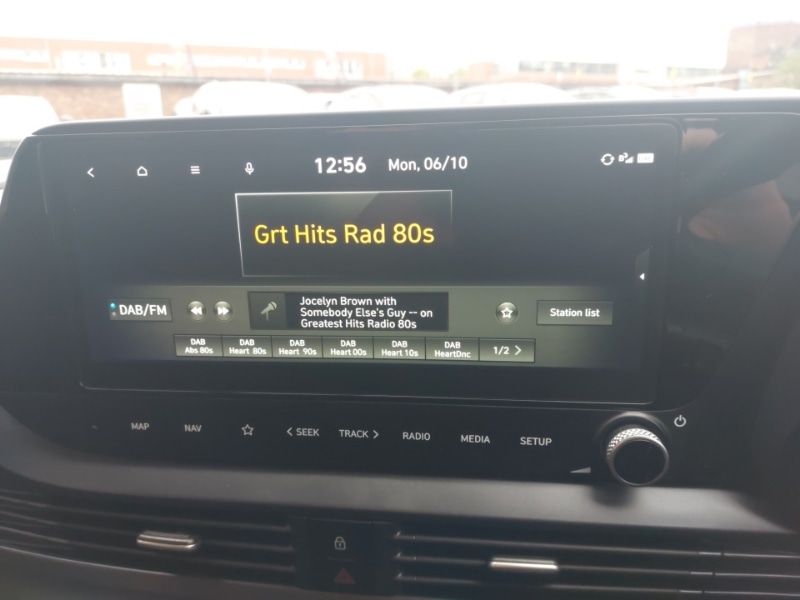 12:56 Mon, 06/10
Grt Hits Rad 80s
DAB/FM
Jocelyn Brown with
Somebody Else's Guy -- on
Greatest Hits Radio 80s
Station list
DAB
Abs 80s
DAB
Heart 80s
DAB
Heart 90s
DAB
Heart 00s
DAB
Heart 10s
DAB
HeartDnc
1/2 >
MAP
NAV
< SEEK
TRACK >
RADIO
MEDIA
SETUP